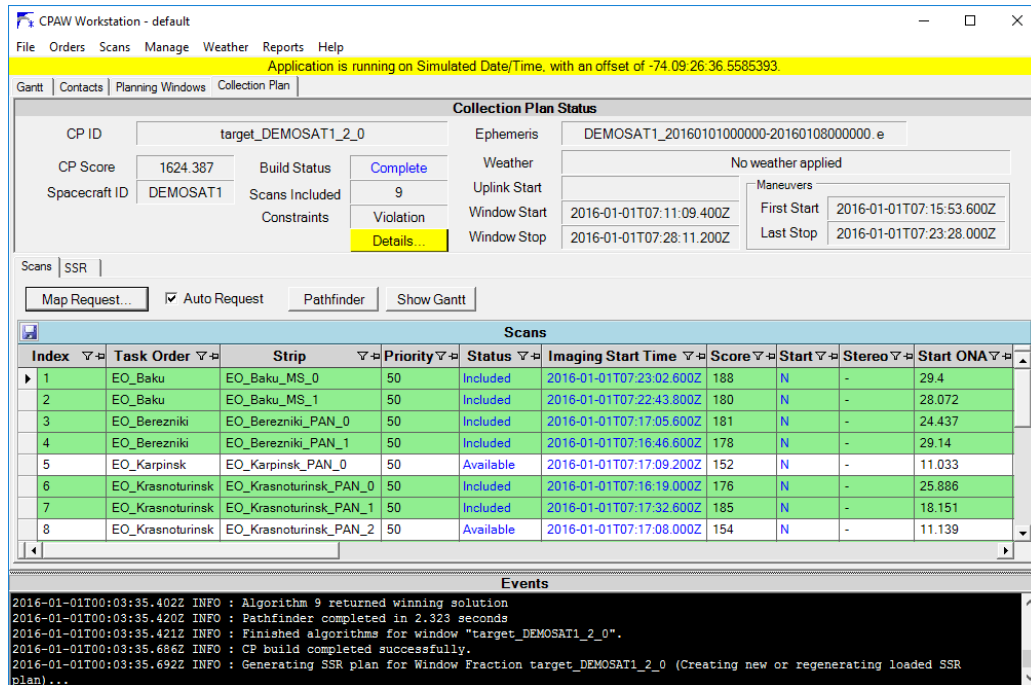 CPAW Workstation - default
File Orders Scans Manage Weather Reports Help
Application is running on Simulated Date/Time, with an offset of -74.09:26:36.5585393.
Gantt Contacts Planning Windows Collection Plan
Collection Plan Status
CP ID target_DEMOSAT1_2_0 Ephemeris DEMOSAT1_20160101000000-20160108000000.e
CP Score 1624.387 Build Status Complete Weather No weather applied
Spacecraft ID DEMOSAT1 Scans Included 9 Uplink Start Maneuvers
Constraints Violation Window Start 2016-01-01T07:11:09.400Z First Start 2016-01-01T07:15:53.600Z
Details... Window Stop 2016-01-01T07:28:11.200Z Last Stop 2016-01-01T07:23:28.000Z
Scans SSR
Map Request... Auto Request Pathfinder Show Gantt
Scans
Index Task Order Strip Priority Status Imaging Start Time Score Start Stereo Start ONA
1 EO_Baku EO_Baku_MS_0 50 Included 2016-01-01T07:23:02.600Z 188 N - 29.4
2 EO_Baku EO_Baku_MS_1 50 Included 2016-01-01T07:22:43.800Z 180 N - 28.072
3 EO_Berezniki EO_Berezniki_PAN_0 50 Included 2016-01-01T07:17:05.600Z 181 N - 24.437
4 EO_Berezniki EO_Berezniki_PAN_1 50 Included 2016-01-01T07:16:46.600Z 178 N - 29.14
5 EO_Karpinsk EO_Karpinsk_PAN_0 50 Available 2016-01-01T07:17:09.200Z 152 N - 11.033
6 EO_Krasnoturinsk EO_Krasnoturinsk_PAN_0 50 Included 2016-01-01T07:16:19.000Z 176 N - 25.886
7 EO_Krasnoturinsk EO_Krasnoturinsk_PAN_1 50 Included 2016-01-01T07:17:32.600Z 185 N - 18.151
8 EO_Krasnoturinsk EO_Krasnoturinsk_PAN_2 50 Available 2016-01-01T07:17:08.000Z 154 N - 11.139
Events
2016-01-01T00:03:35.402Z INFO : Algorithm 9 returned winning solution
2016-01-01T00:03:35.420Z INFO : Pathfinder completed in 2.323 seconds
2016-01-01T00:03:35.421Z INFO : Finished algorithms for window "target_DEMOSAT1_2_0".
2016-01-01T00:03:35.686Z INFO : CP build completed successfully.
2016-01-01T00:03:35.692Z INFO : Generating SSR plan for Window Fraction target_DEMOSAT1_2_0 (Creating new or regenerating loaded SSR
plan)...